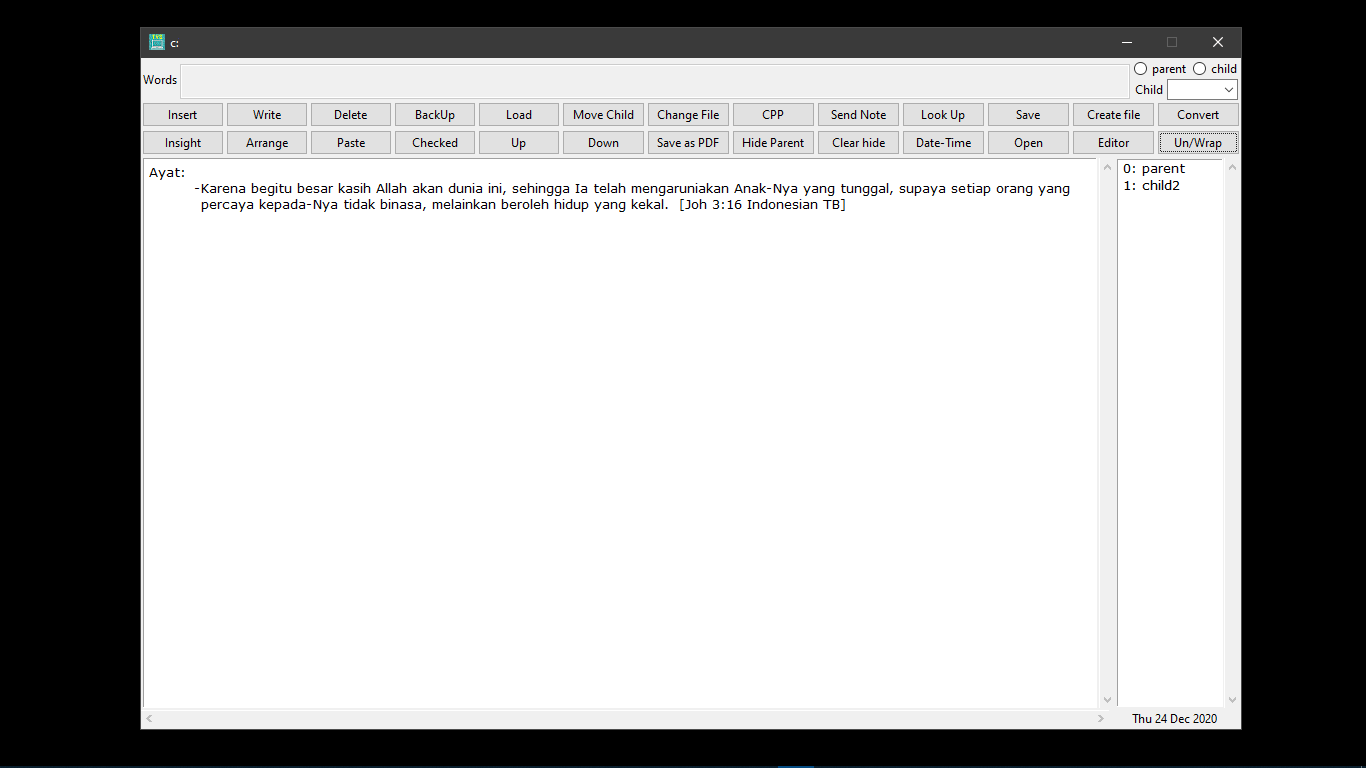 c:
Words
parent child
Child
Insert Write Delete BackUp Load Move Child Change File CPP Send Note Look Up Save Create file Convert
Insight Arrange Paste Checked Up Down Save as PDF Hide Parent Clear hide Date-Time Open Editor Un/Wrap
Ayat:
-Karena begitu besar kasih Allah akan dunia ini, sehingga Ia telah mengaruniakan Anak-Nya yang tunggal, supaya setiap orang yang
percaya kepada-Nya tidak binasa, melainkan beroleh hidup yang kekal. [Joh 3:16 Indonesian TB]
0: parent
1: child2
Thu 24 Dec 2020